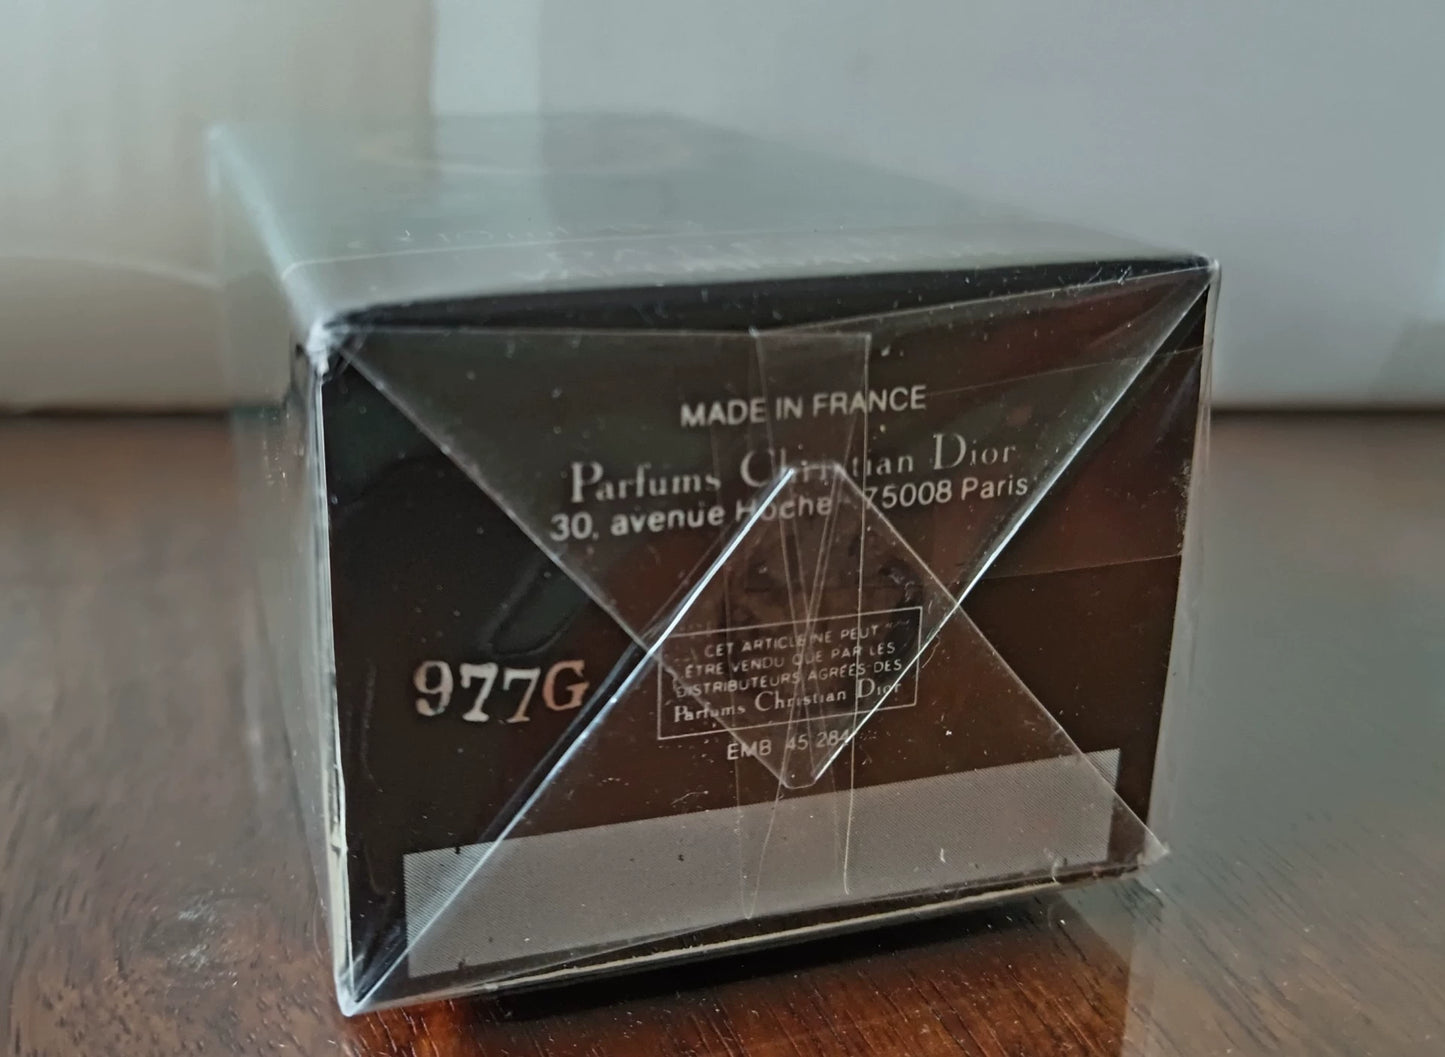 MADE IN FRANCE
Parfums Christian Dior
30, avenue Hoche 75008 Paris
977G
CET ARTICLE NE PEUT
ÊTRE VENDU QUE PAR LES
DISTRIBUTEURS AGRÉÉS DES
Parfums Christian Dior
EMB 45 284